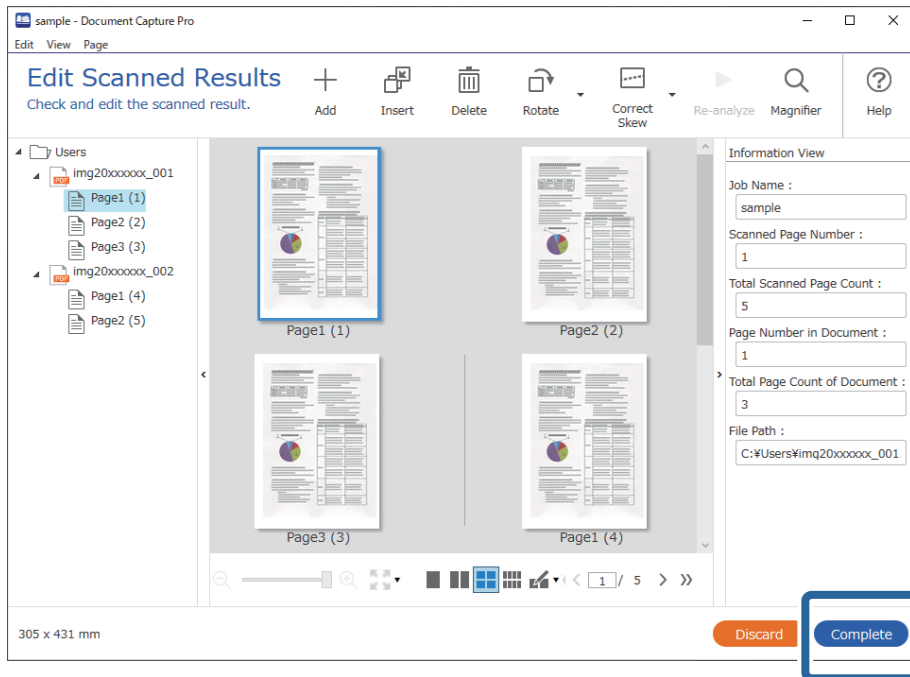 sample - Document Capture Pro
Edit View Page
Edit Scanned Results
Check and edit the scanned result.
Add
Insert
Delete
Rotate
Correct
Skew
Re-analyze
Magnifier
Help
Users
img20xxxxxx_001
PDF
Page1 (1)
Page2 (2)
Page3 (3)
img20xxxxxx_002
PDF
Page1 (4)
Page2 (5)
Page1 (1)
Page2 (2)
Page3 (3)
Page1 (4)
1 / 5
Information View
Job Name :
sample
Scanned Page Number :
1
Total Scanned Page Count :
5
Page Number in Document :
1
Total Page Count of Document :
3
File Path :
C:¥Users¥img20xxxxxx_001.
305 x 431 mm
Discard
Complete